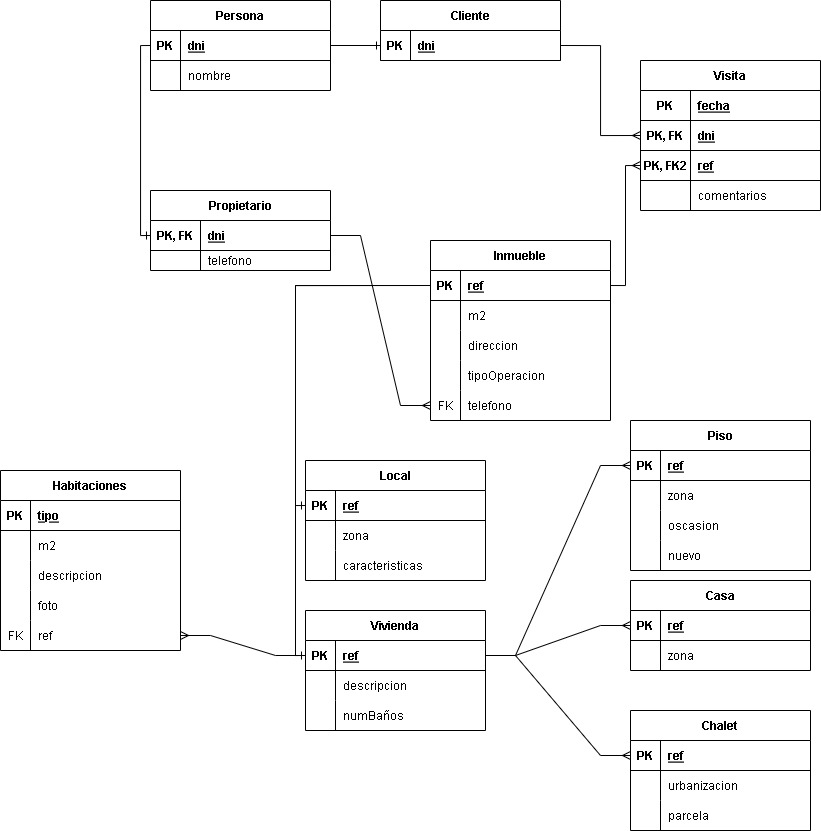 Persona
PK dni
nombre
Cliente
PK dni
Visita
PK fecha
PK, FK dni
PK, FK2 ref
comentarios
Propietario
PK, FK dni
telefono
Inmueble
PK ref
m2
direccion
tipoOperacion
FK telefono
Piso
PK ref
zona
oscasion
nuevo
Habitaciones
PK tipo
m2
descripcion
foto
FK ref
Local
PK ref
zona
caracteristicas
Casa
PK ref
zona
Vivienda
PK ref
descripcion
numBaños
Chalet
PK ref
urbanizacion
parcela